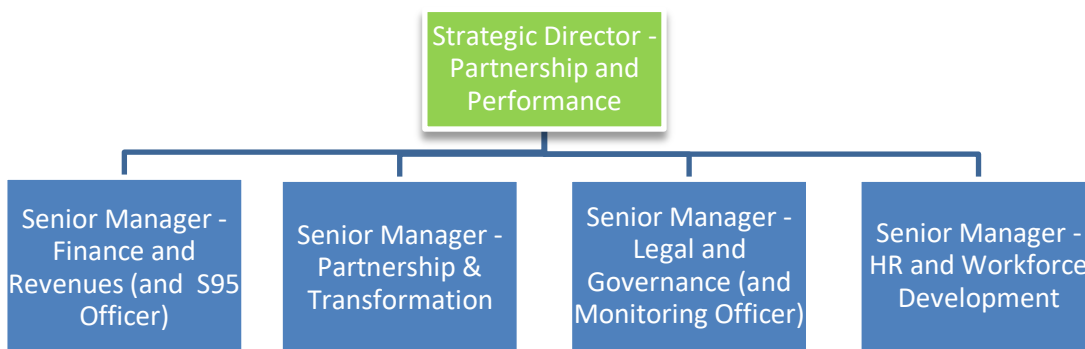 Strategic Director -
Partnership and
Performance
Senior Manager -
Finance and
Revenues (and  S95
Officer)
Senior Manager -
Partnership &
Transformation
Senior Manager -
Legal and
Governance (and
Monitoring Officer)
Senior Manager -
HR and Workforce
Development